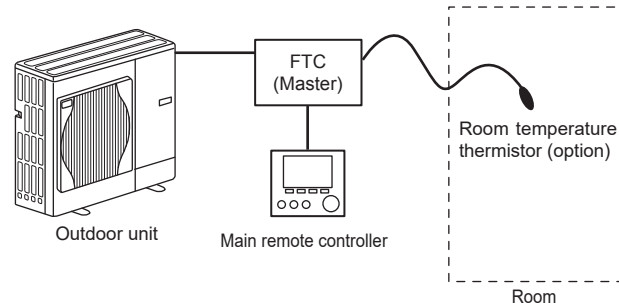 FTC
(Master)
Room temperature
thermistor (option)
Outdoor unit
Main remote controller
Room